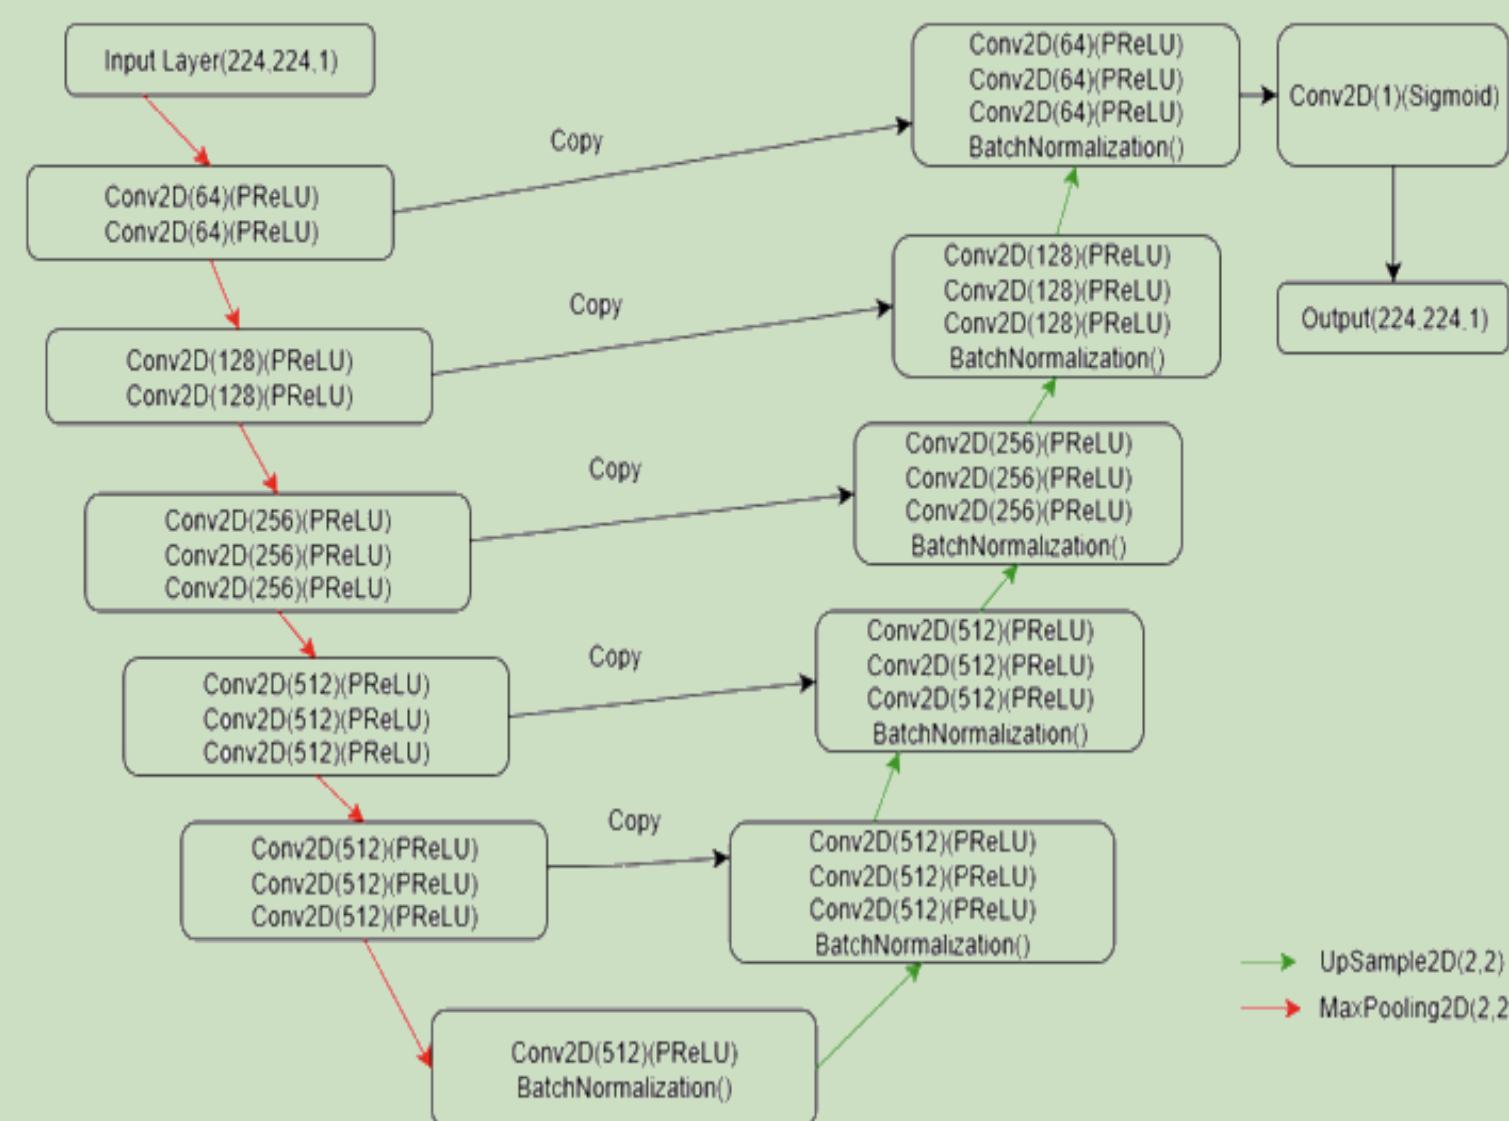 Input Layer(224,224,1)
Conv2D(64)(PReLU)
Conv2D(64)(PReLU)
Conv2D(128)(PReLU)
Conv2D(128)(PReLU)
Conv2D(256)(PReLU)
Conv2D(256)(PReLU)
Conv2D(256)(PReLU)
Conv2D(512)(PReLU)
Conv2D(512)(PReLU)
Conv2D(512)(PReLU)
Conv2D(512)(PReLU)
Conv2D(512)(PReLU)
Conv2D(512)(PReLU)
Conv2D(512)(PReLU)
BatchNormalization()
Copy
Copy
Copy
Copy
Copy
Conv2D(64)(PReLU)
Conv2D(64)(PReLU)
Conv2D(64)(PReLU)
BatchNormalization()
Conv2D(128)(PReLU)
Conv2D(128)(PReLU)
Conv2D(128)(PReLU)
BatchNormalization()
Conv2D(256)(PReLU)
Conv2D(256)(PReLU)
Conv2D(256)(PReLU)
BatchNormalization()
Conv2D(512)(PReLU)
Conv2D(512)(PReLU)
Conv2D(512)(PReLU)
BatchNormalization()
Conv2D(512)(PReLU)
Conv2D(512)(PReLU)
Conv2D(512)(PReLU)
BatchNormalization()
Conv2D(1)(Sigmoid)
Output(224,224,1)
UpSample2D(2,2)
MaxPooling2D(2,2